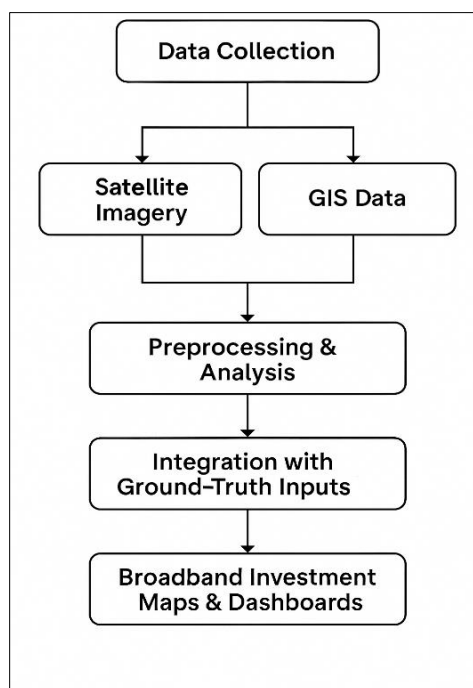 Data Collection
Satellite
Imagery
GIS Data
Preprocessing &
Analysis
Integration with
Ground–Truth Inputs
Broadband Investment
Maps & Dashboards